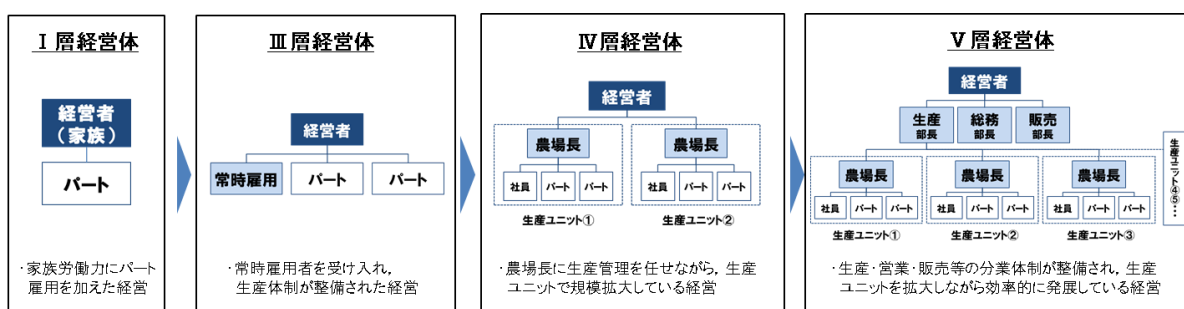 Ⅰ層経営体
経営者
（家族）
パート
・家族労働力にパート
雇用を加えた経営
Ⅲ層経営体
経営者
常時雇用 パート パート
・常時雇用者を受け入れ，
生産体制が整備された経営
Ⅳ層経営体
経営者
農場長 農場長
社員 パート パート 社員 パート パート
生産ユニット① 生産ユニット②
・農場長に生産管理を任せながら，生産
ユニットで規模拡大している経営
Ⅴ層経営体
経営者
生産 総務 販売
部長 部長 部長
農場長 農場長 農場長
社員 パート パート 社員 パート パート 社員 パート パート
生産ユニット① 生産ユニット② 生産ユニット③
生産ユニット④⑤・・・
・生産・営業・販売等の分業体制が整備され，生産
ユニットを拡大しながら効率的に発展している経営